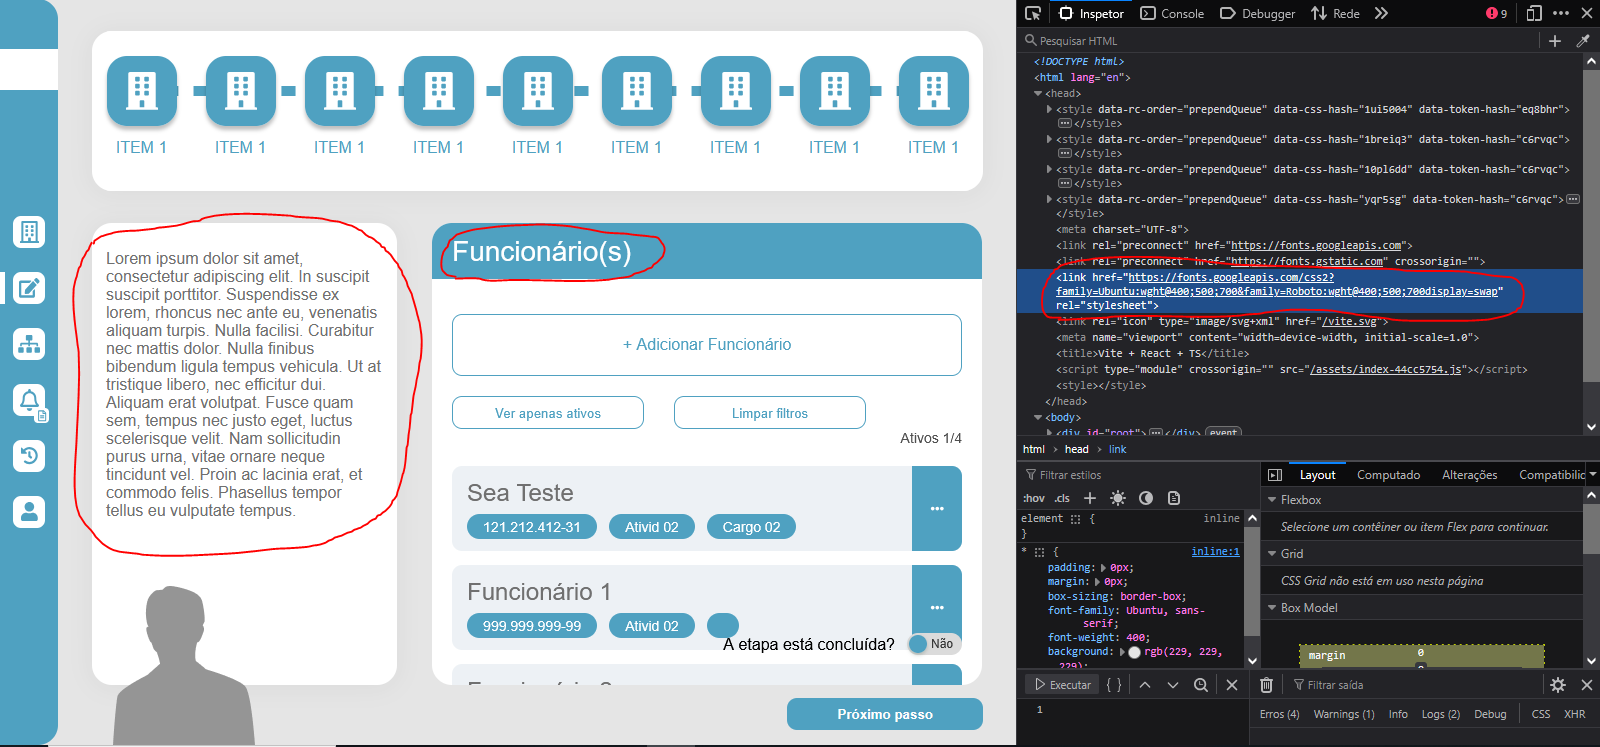 ITEM 1
ITEM 1
ITEM 1
ITEM 1
ITEM 1
ITEM 1
ITEM 1
ITEM 1
ITEM 1
Lorem ipsum dolor sit amet,
consectetur adipiscing elit. In suscipit
suscipit porttitor. Suspendisse ex
lorem, rhoncus nec ante eu, venenatis
aliquam turpis. Nulla facilisi. Curabitur
nec mattis dolor. Nulla finibus
bibendum ligula tempus vehicula. Ut at
tristique libero, nec efficitur dui.
Aliquam erat volutpat. Fusce quam
sem, tempus nec justo eget, luctus
scelerisque velit. Nam sollicitudin
purus urna, vitae ornare neque
tincidunt vel. Proin ac lacinia erat, et
commodo felis. Phasellus tempor
tellus eu vulputate tempus.
Funcionário(s)
+ Adicionar Funcionário
Ver apenas ativos
Limpar filtros
Ativos 1/4
Sea Teste
121.212.412-31
Ativid 02
Cargo 02
Funcionário 1
999.999.999-99
Ativid 02
A etapa está concluída?
Não
Próximo passo
Inspetor
Console
Debugger
Rede
9
Pesquisar HTML
<!DOCTYPE html>
<html lang="en">
<head>
<style data-rc-order="prependQueue" data-css-hash="1ui5004" data-token-hash="eq8bhr">
</style>
<style data-rc-order="prependQueue" data-css-hash="1breiq3" data-token-hash="c6rvqc">
</style>
<style data-rc-order="prependQueue" data-css-hash="10pl6dd" data-token-hash="c6rvqc">
</style>
<style data-rc-order="prependQueue" data-css-hash="yqr5sg" data-token-hash="c6rvqc">
</style>
<meta charset="UTF-8">
<link rel="preconnect" href="https://fonts.googleapis.com">
<link rel="preconnect" href="https://fonts.gstatic.com" crossorigin="">
<link href="https://fonts.googleapis.com/css2?
family=Ubuntu:wght@400;500;700&family=Roboto:wght@400;500;700display=swap"
rel="stylesheet">
<link rel="icon" type="image/svg+xml" href="/vite.svg">
<meta name="viewport" content="width=device-width, initial-scale=1.0">
<title>Vite + React + TS</title>
<script type="module" crossorigin="" src="/assets/index-44cc5754.js"></script>
<style></style>
</head>
<body>
<div id="root"></div> event
html > head > link
Filtrar estilos
:hov .cls
element { inline
}
* { inline:1
padding: 0px;
margin: 0px;
box-sizing: border-box;
font-family: Ubuntu, sans-
serif;
font-weight: 400;
background: rgb(229, 229,
229);
Layout
Computado
Alterações
Compatibilic
Flexbox
Selecione um contêiner ou item Flex para continuar.
Grid
CSS Grid não está em uso nesta página
Box Model
margin
0
Executar
{ }
1
Filtrar saída
Erros (4)
Warnings (1)
Info
Logs (2)
Debug
CSS
XHR